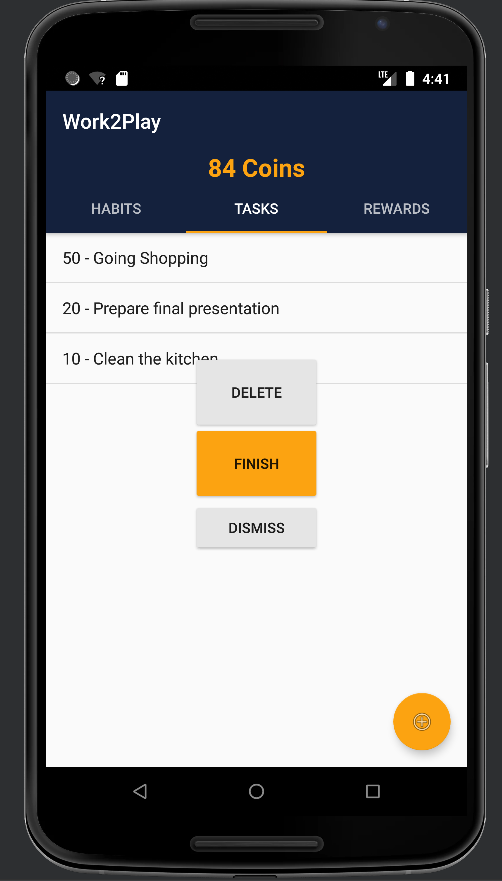 LTE 4:41
Work2Play
84 Coins
HABITS TASKS REWARDS
50 - Going Shopping
20 - Prepare final presentation
10 - Clean the kitchen
DELETE
FINISH
DISMISS